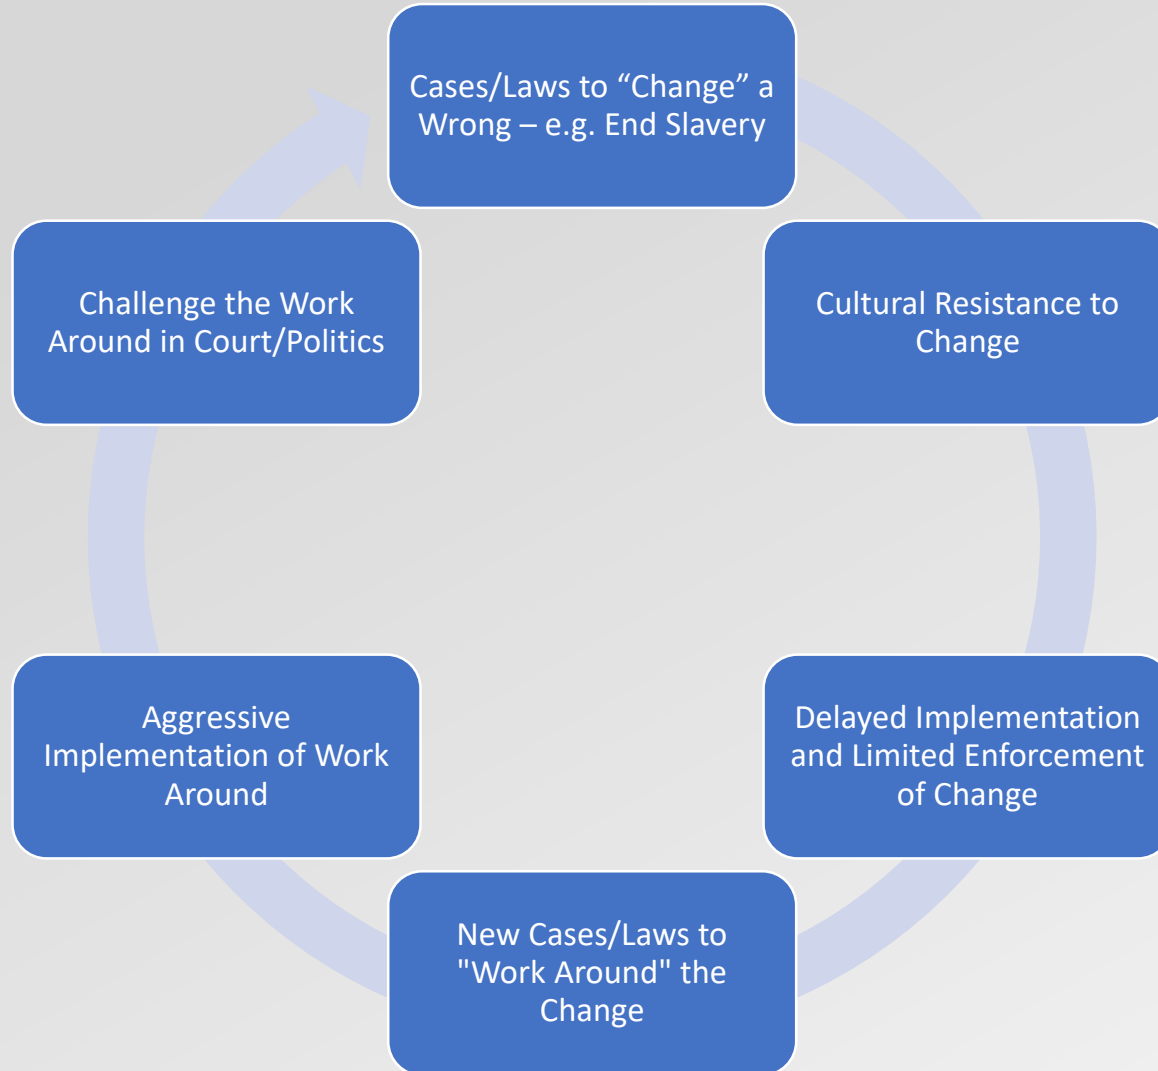 Cases/Laws to “Change” a
Wrong – e.g. End Slavery
Cultural Resistance to
Change
Delayed Implementation
and Limited Enforcement
of Change
New Cases/Laws to
"Work Around" the
Change
Aggressive
Implementation of Work
Around
Challenge the Work
Around in Court/Politics